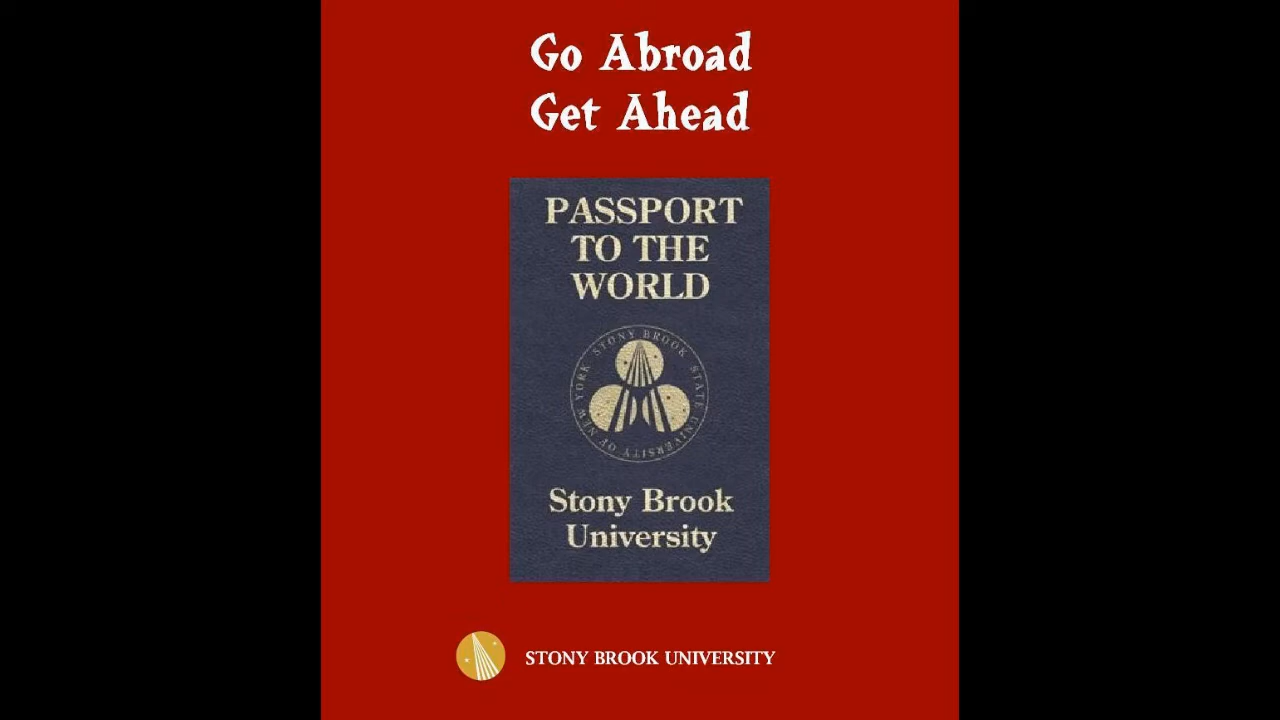 Go Abroad
Get Ahead
PASSPORT
TO THE
WORLD
STONY BROOK STATE UNIVERSITY OF NEW YORK
Stony Brook
University
STONY BROOK UNIVERSITY